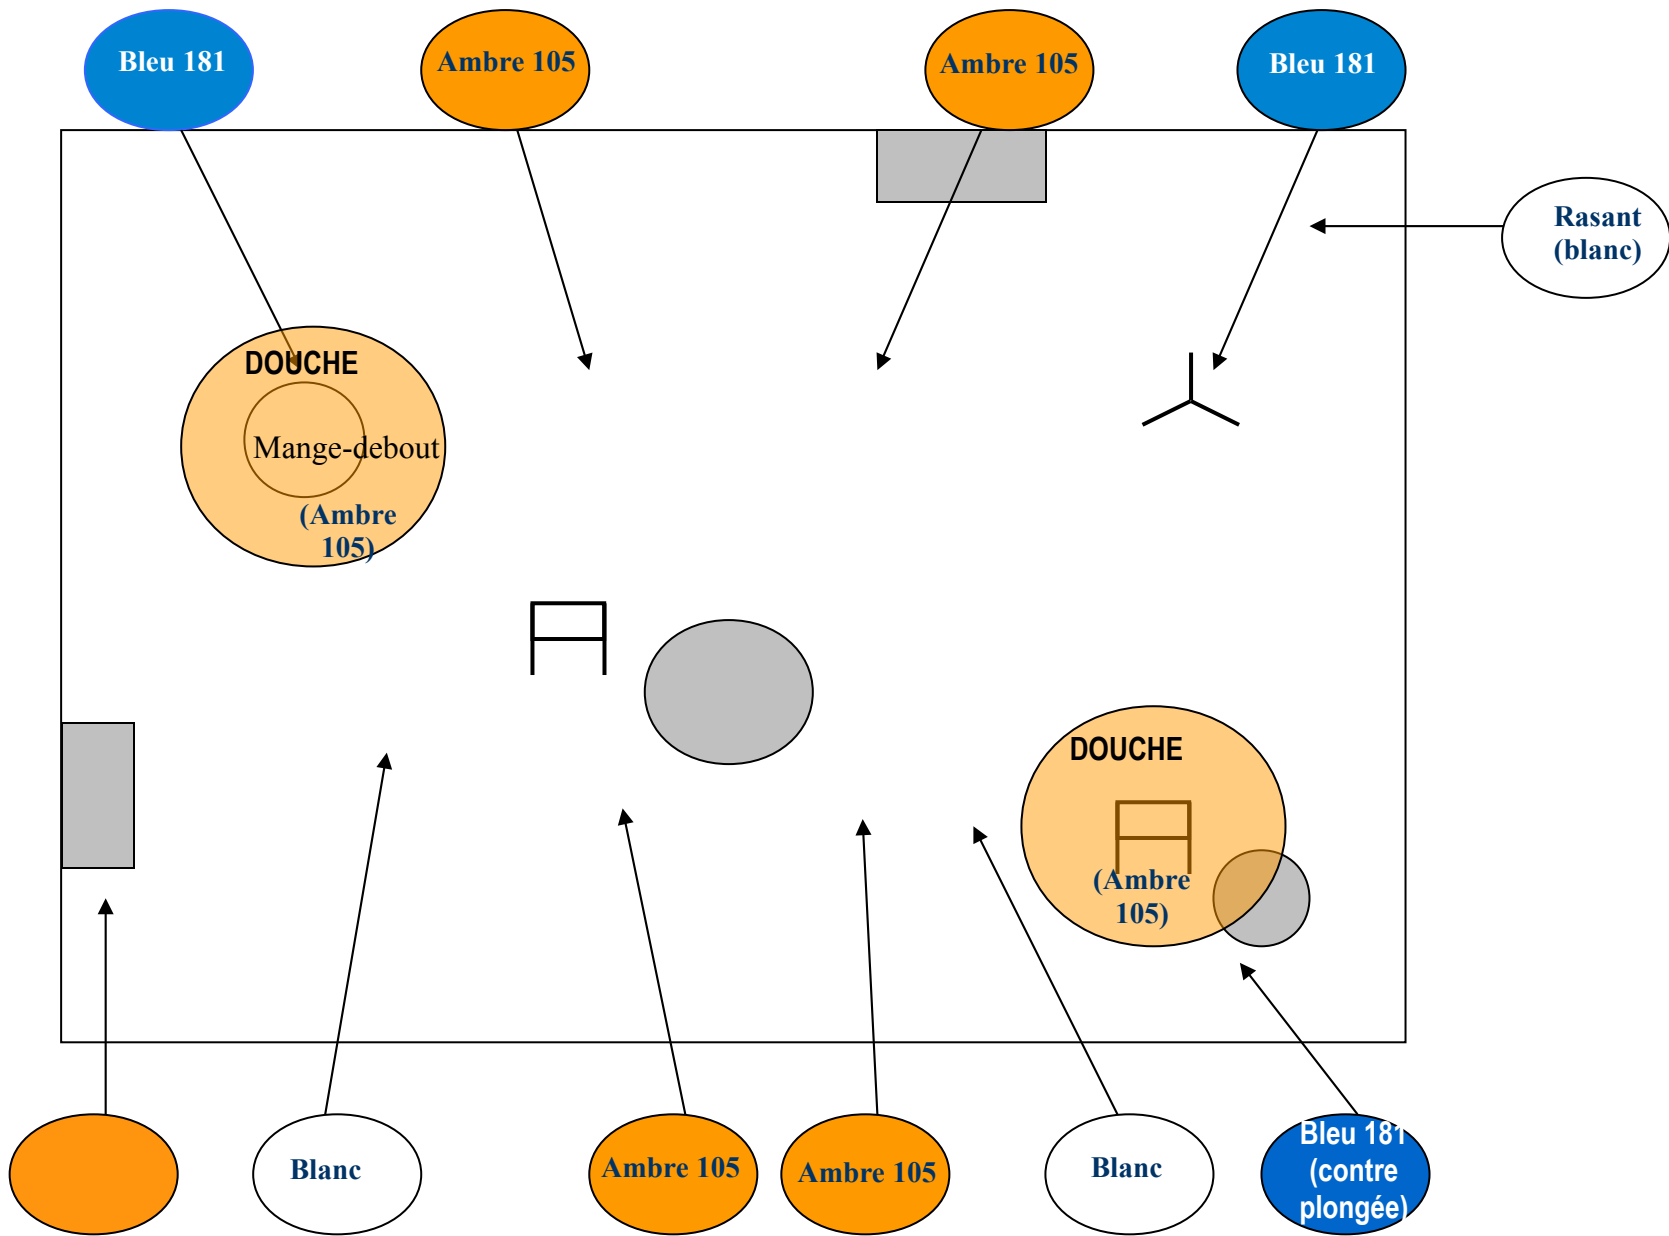 Bleu 181
Ambre 105
Ambre 105
Bleu 181
Rasant
(blanc)
DOUCHE
Mange-debout
(Ambre
105)
DOUCHE
(Ambre
105)
Blanc
Ambre 105
Ambre 105
Blanc
Bleu 181
(contre
plongée)